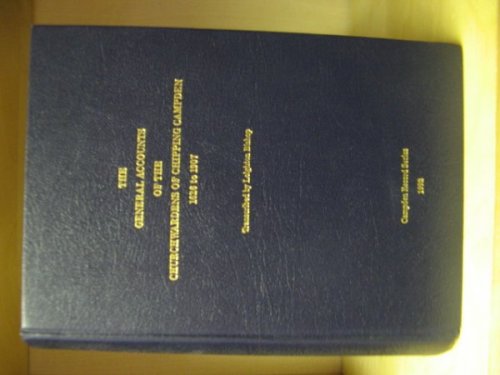 THE
GENERAL ACCOUNTS
OF THE
CHURCHWARDENS OF CHIPPING CAMPDEN
1626 to 1907
Transcribed by Leighton Bishop
Campden Record Series
1992